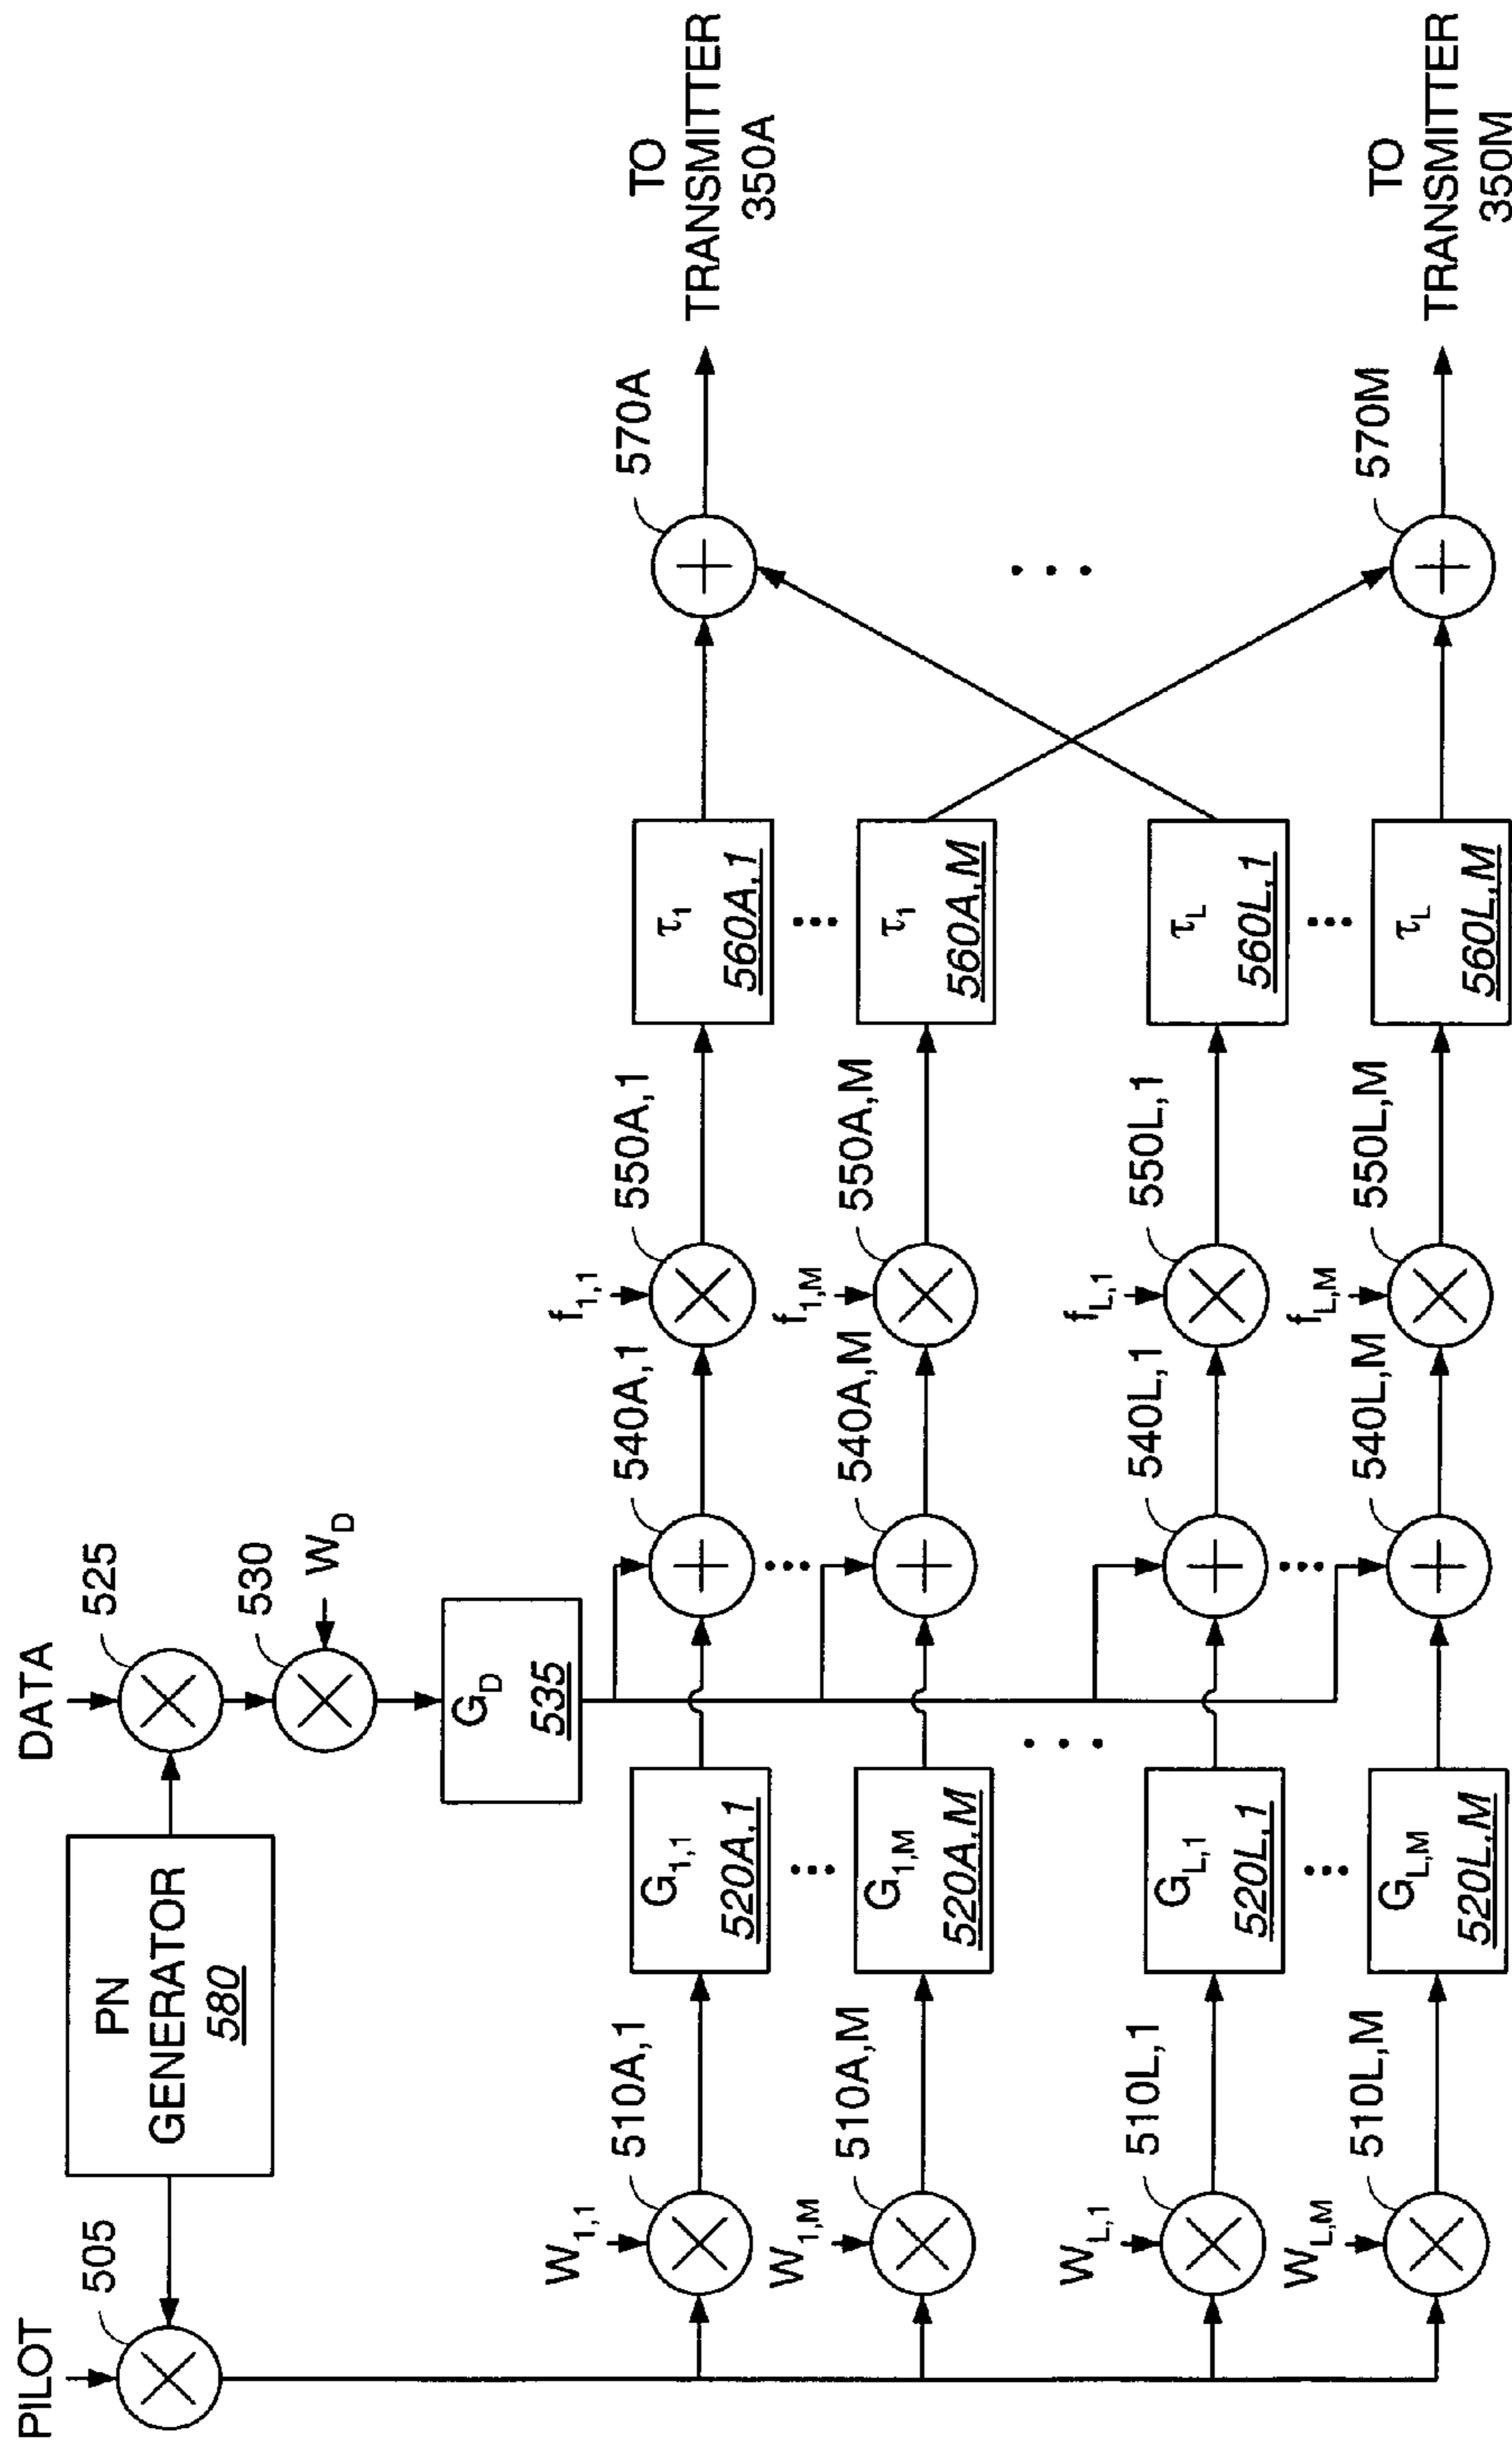 PILOT
505
PN
GENERATOR
580
DATA
525
530
W_D
G_D
535
W_1,1
510A,1
G_1,1
520A,1
540A,1
f_1,1
550A,1
τ_1
560A,1
570A
TO
TRANSMITTER
350A
W_1,M
510A,M
G_1,M
520A,M
540A,M
f_1,M
550A,M
τ_1
560A,M
W_L,1
510L,1
G_L,1
520L,1
540L,1
f_L,1
550L,1
τ_L
560L,1
W_L,M
510L,M
G_L,M
520L,M
540L,M
f_L,M
550L,M
τ_L
560L,M
570M
TO
TRANSMITTER
350M